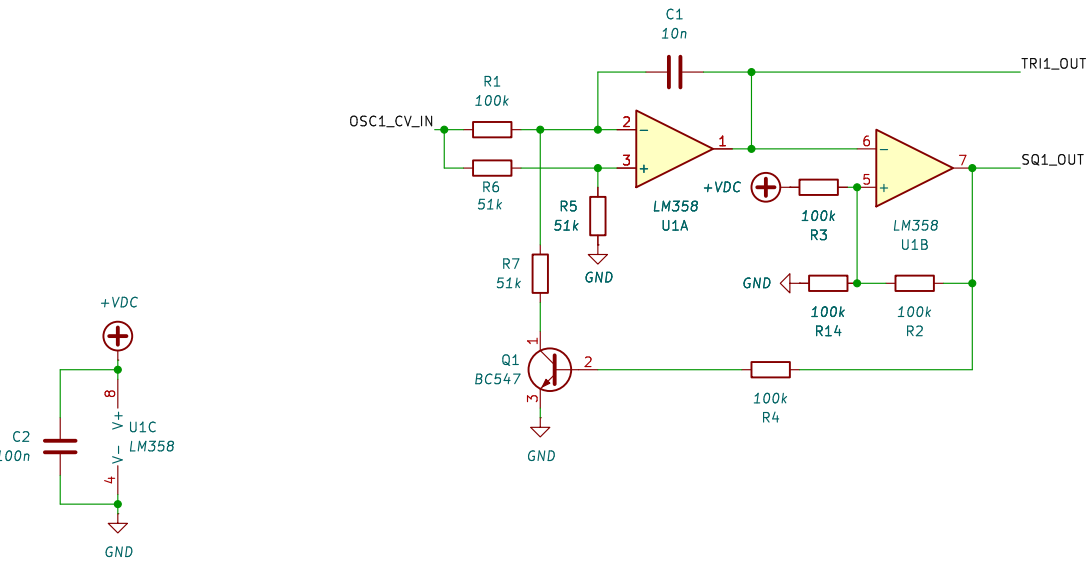 C1
10n
TRI1_OUT
R1
100k
OSC1_CV_IN
2
−
1
3
+
6
−
7
SQ1_OUT
5
+
R6
51k
R5
51k
LM358
U1A
+VDC
100k
R3
LM358
U1B
GND
R7
51k
GND
100k
R14
100k
R2
+VDC
1
Q1
BC547
2
3
100k
R4
GND
8
V+
U1C
LM358
V−
4
C2
100n
GND